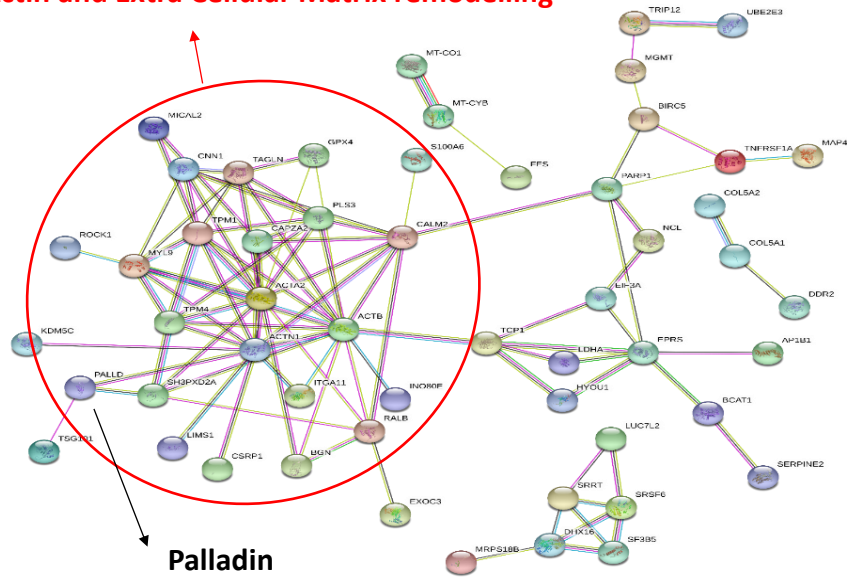 and Extra Cellular Matrix remodelling
TRIP12
UBE2E3
MT-CO1
MGMT
MT-CYB
BIRC5
MICAL2
TNFRSF1A
MAP4
GPX4
S100A6
CNN1
TAGLN
PARP1
COL5A2
PLS3
TPM1
CAPZA2
CALM2
NCL
ROCK1
COL5A1
MYL9
ACTA2
EIF3A
DDR2
TPM4
ACTB
TCP1
KDM5C
ACTN1
LDHA
EPRS
AP1B1
PALLD
SH3PXD2A
ITGA11
INO80E
HYOU1
BCAT1
RALB
LUC7L2
TSG101
LIMS1
CSRP1
BGN
SERPINE2
SRRT
SRSF6
EXOC3
DHX16
SF3B5
MRPS18B
Palladin